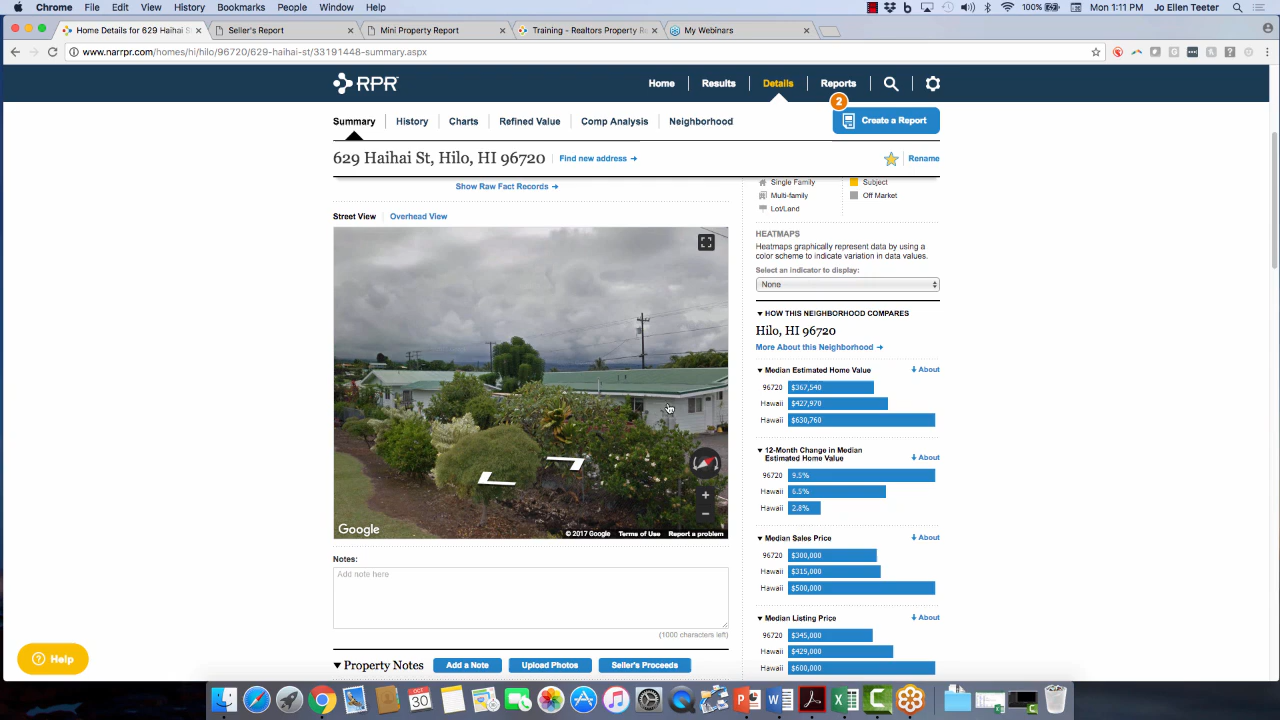 Chrome File Edit View History Bookmarks People Window Help 100% Mon 1:11 PM Jo Ellen Teeter
Home Details for 629 Haihai S Seller's Report Mini Property Report Training - Realtors Property Re My Webinars
www.narrpr.com/homes/hi/hilo/96720/629-haihai-st/33191448-summary.aspx
RPR Home Results Details Reports
2
Summary History Charts Refined Value Comp Analysis Neighborhood Create a Report
629 Haihai St, Hilo, HI 96720 Find new address Rename
Show Raw Fact Records
Street View Overhead View
Google
© 2017 Google Terms of Use Report a problem
Notes:
Add note here
(1000 characters left)
Property Notes Add a Note Upload Photos Seller's Proceeds
Single Family Subject
Multi-family Off Market
Lot/Land
HEATMAPS
Heatmaps graphically represent data by using a
color scheme to indicate variation in data values.
Select an indicator to display:
None
HOW THIS NEIGHBORHOOD COMPARES
Hilo, HI 96720
More About this Neighborhood
Median Estimated Home Value About
96720 $367,540
Hawaii $427,970
Hawaii $630,760
12-Month Change in Median
Estimated Home Value About
96720 9.5%
Hawaii 6.5%
Hawaii 2.8%
Median Sales Price About
96720 $300,000
Hawaii $315,000
Hawaii $500,000
Median Listing Price About
96720 $345,000
Hawaii $429,000
Hawaii $600,000
Help
OCT
30